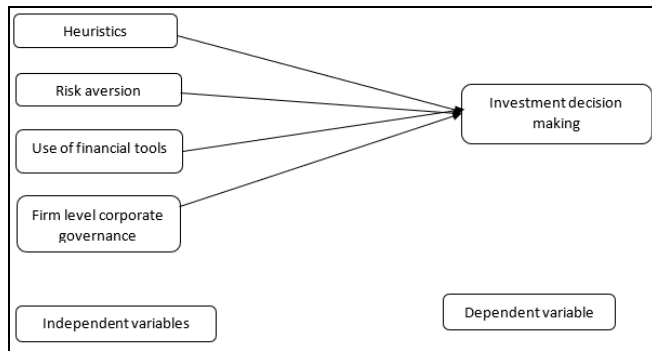 Heuristics
Risk aversion
Investment decision
making
Use of financial tools
Firm level corporate
governance
Independent variables
Dependent variable